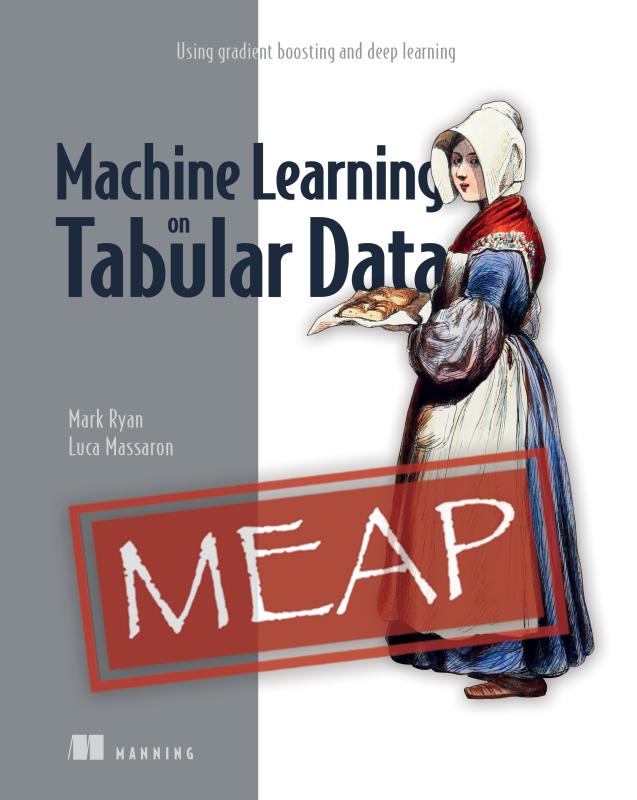 Using gradient boosting and deep learning
Machine Learning
on
Tabular Data
Mark Ryan
Luca Massaron
MEAP
MANNING